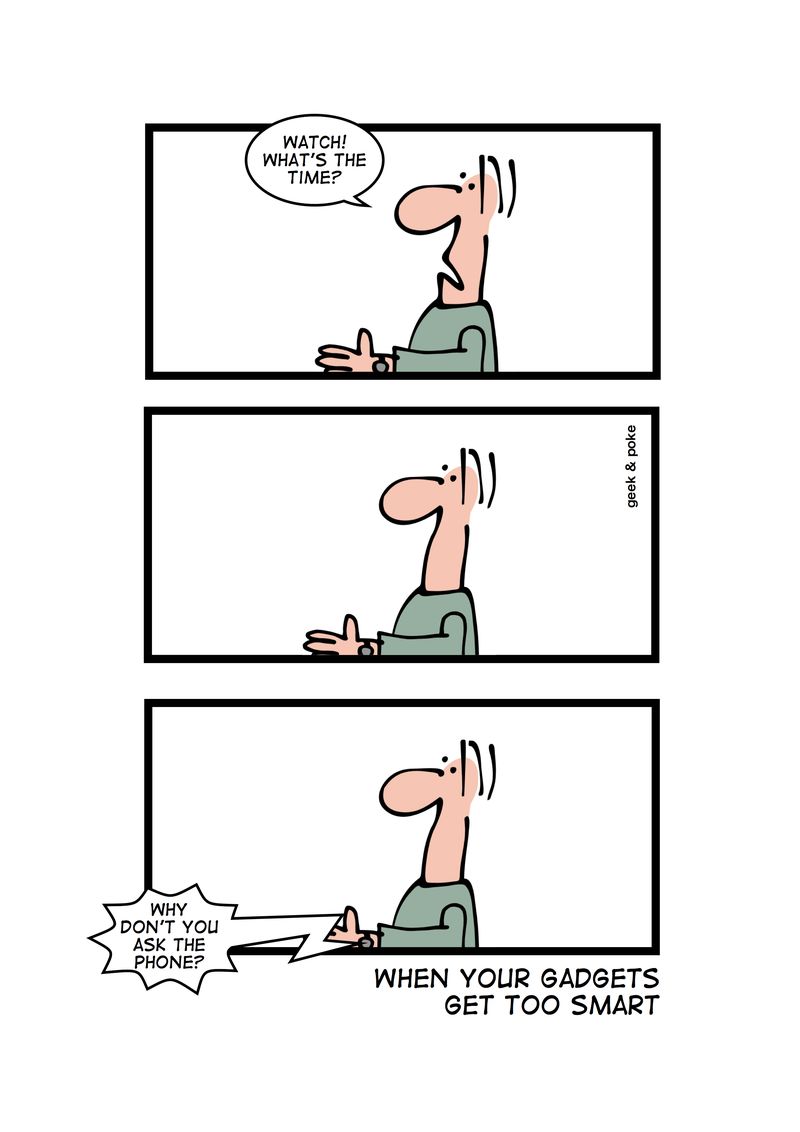 WATCH!
WHAT'S THE
TIME?
geek & poke
WHY
DON'T YOU
ASK THE
PHONE?
WHEN YOUR GADGETS
GET TOO SMART